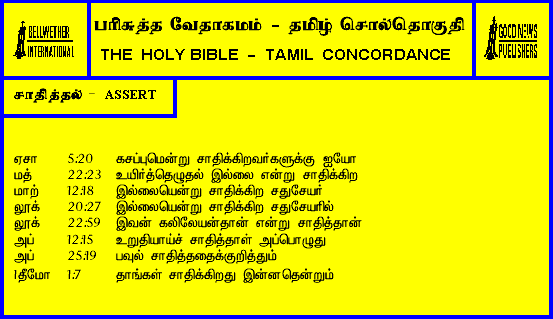 BELLWETHER
INTERNATIONAL
பரிசுத்த வேதாகமம் - தமிழ் சொல்தொகுதி
THE HOLY BIBLE - TAMIL CONCORDANCE
GOOD NEWS
PUBLISHERS
சாதித்தல் - ASSERT
ஏசா 5:20 கசப்புமென்று சாதிக்கிறவர்களுக்கு ஐயோ
மத் 22:23 உயிர்த்தெழுதல் இல்லை என்று சாதிக்கிற
மாற் 12:18 இல்லையென்று சாதிக்கிற சதுசேயர்
லூக் 20:27 இல்லையென்று சாதிக்கிற சதுசேயரில்
லூக் 22:59 இவன் கலிலேயன்தான் என்று சாதித்தான்
அப் 12:15 உறுதியாய்ச் சாதித்தாள் அப்பொழுது
அப் 25:19 பவுல் சாதித்ததைக்குறித்தும்
1தீமோ 1:7 தாங்கள் சாதிக்கிறது இன்னதென்றும்